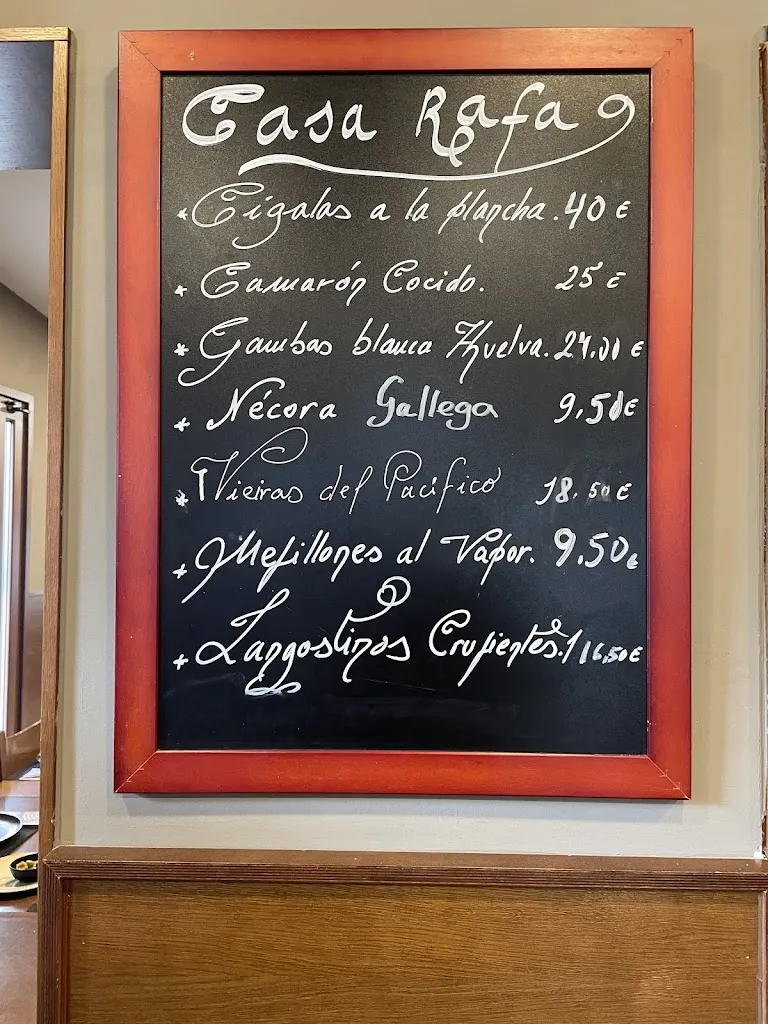 Casa Rafa
* Cigalas a la plancha. 40 €
* Camarón Cocido. 25 €
* Gambas blanca Huelva. 24,00 €
* Nécora Gallega 9,50€
* Vieiras del Pacífico 18,50 €
* Mejillones al Vapor. 9,50€
* Langostinos Crujientes. 16,50€